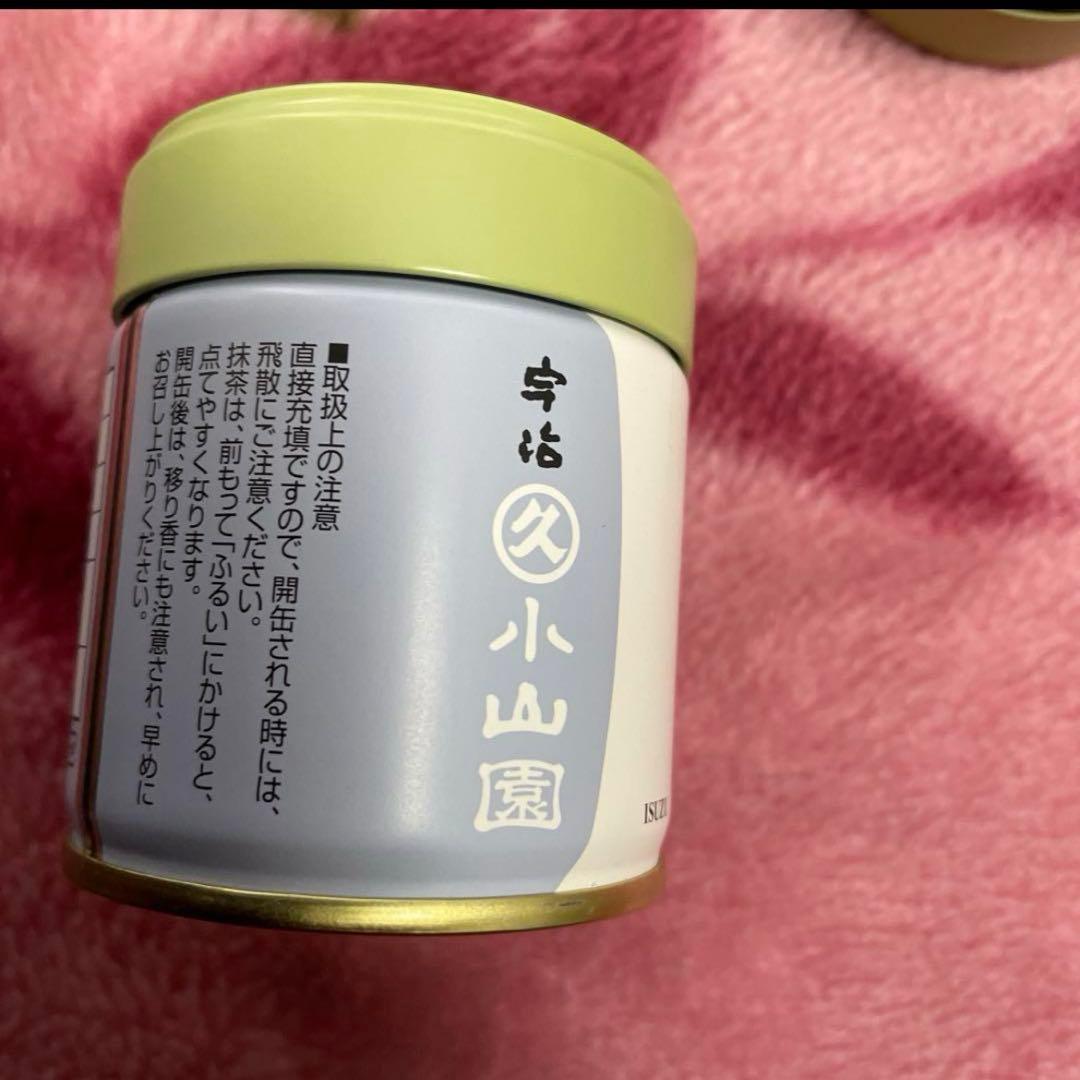 ■取扱上の注意
直接充填ですので、開缶される時には、
飛散にご注意ください。
抹茶は、前もって「ふるい」にかけると、
点てやすくなります。
開缶後は、移り香にも注意され、早めに
お召し上がりください。
宇治
久
小山園
ISUZU